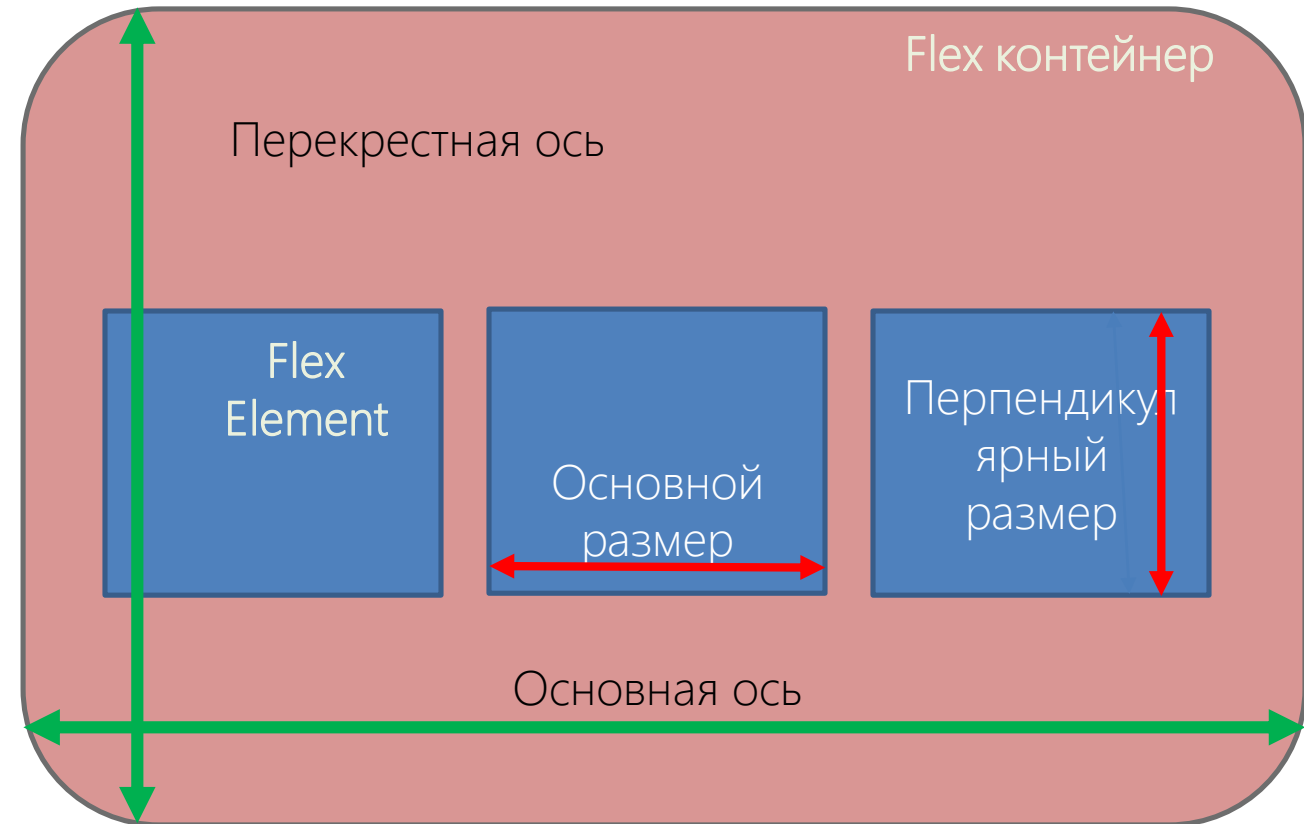 Flex контейнер
Перекрестная ось
Flex
Element
Основной
размер
Перпендикул
ярный
размер
Основная ось